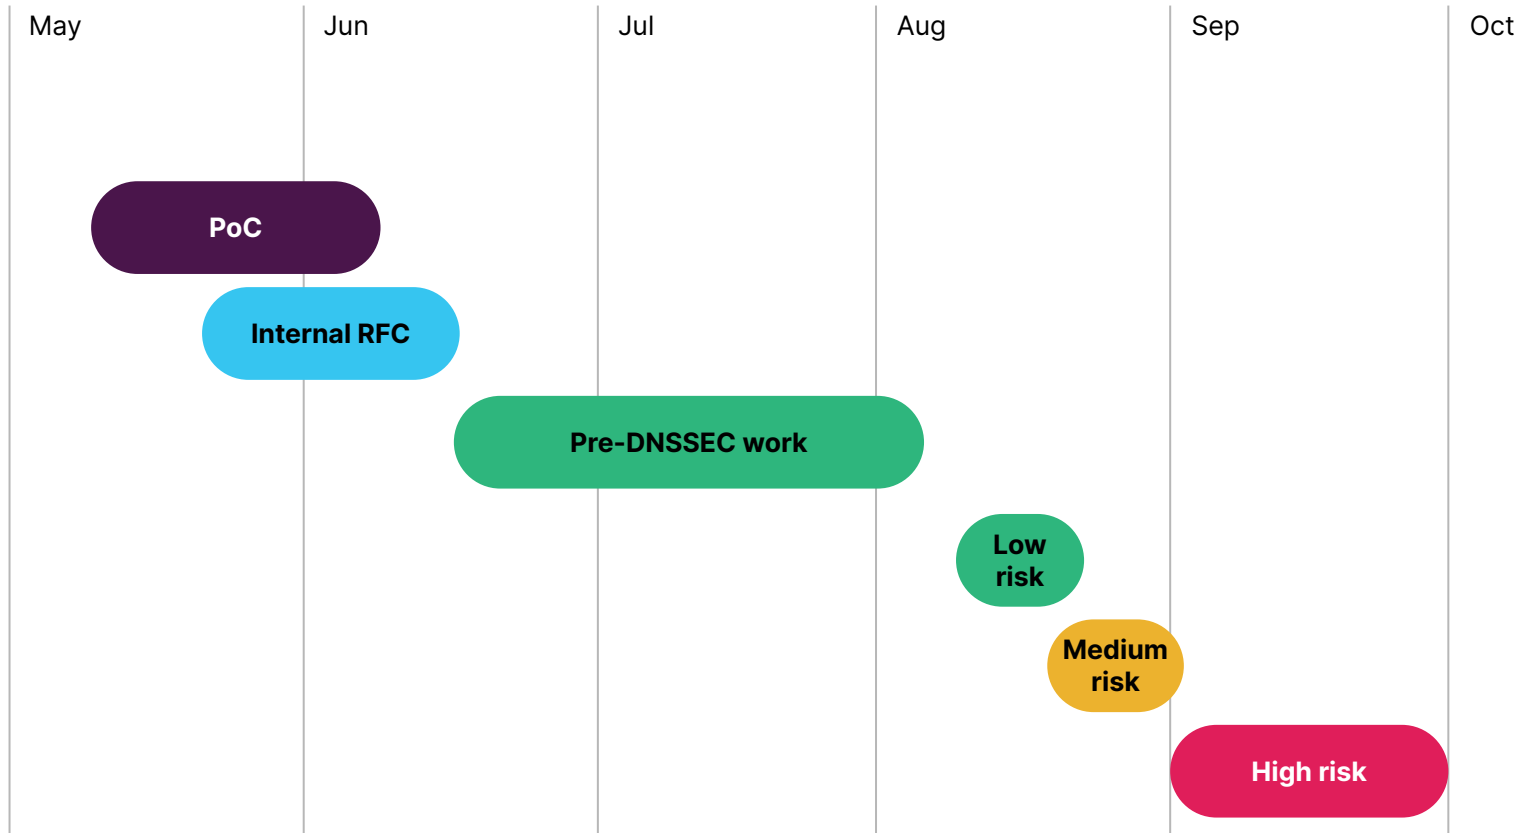 May
Jun
Jul
Aug
Sep
Oct
PoC
Internal RFC
Pre-DNSSEC work
Low
risk
Medium
risk
High risk